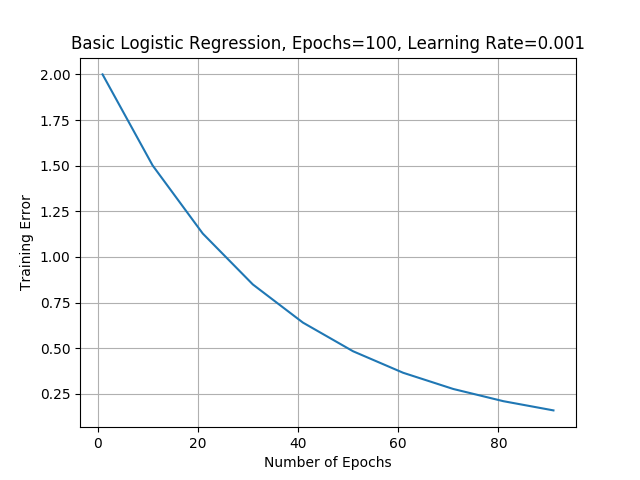 Basic Logistic Regression, Epochs=100, Learning Rate=0.001
2.00
1.75
1.50
1.25
1.00
0.75
0.50
0.25
Training Error
0 20 40 60 80
Number of Epochs